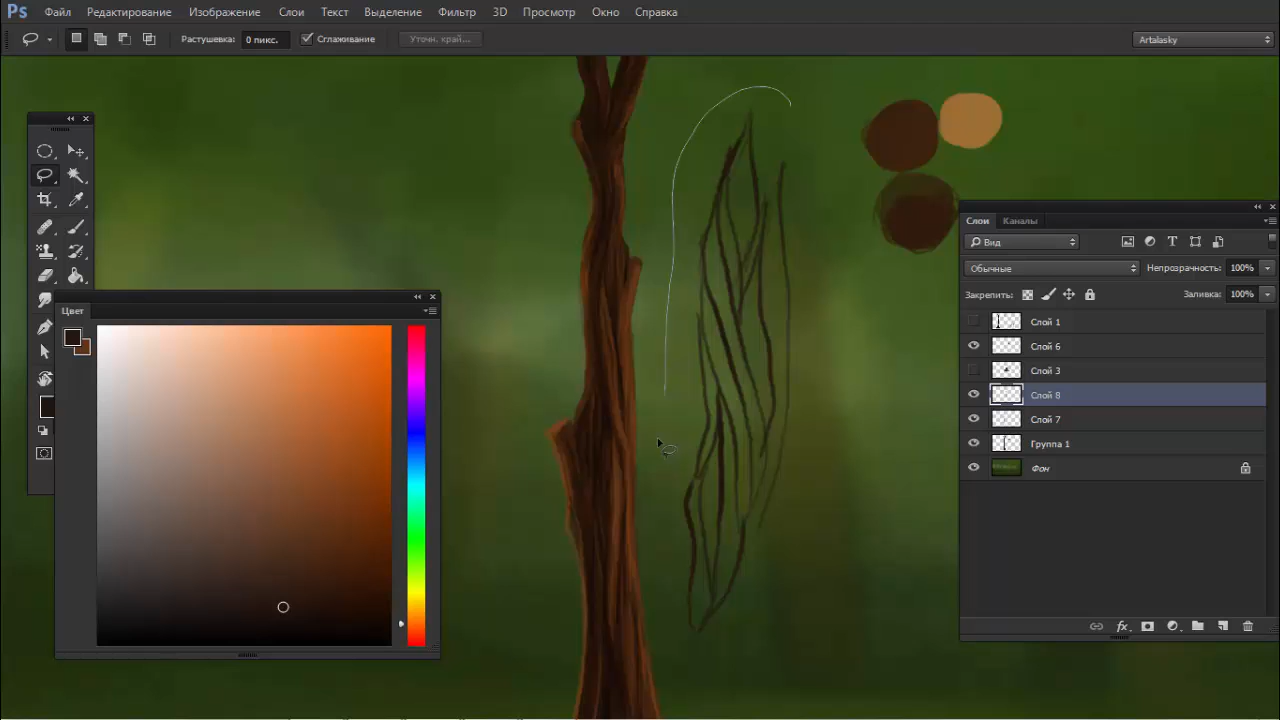 Ps Файл Редактирование Изображение Слои Текст Выделение Фильтр 3D Просмотр Окно Справка
Растушевка: 0 пикс. Сглаживание Уточн. край... Artalasky
Цвет
Слои Каналы
Вид
Обычные Непрозрачность: 100%
Закрепить: Заливка: 100%
Слой 1
Слой 6
Слой 3
Слой 8
Слой 7
Группа 1
Фон
fx